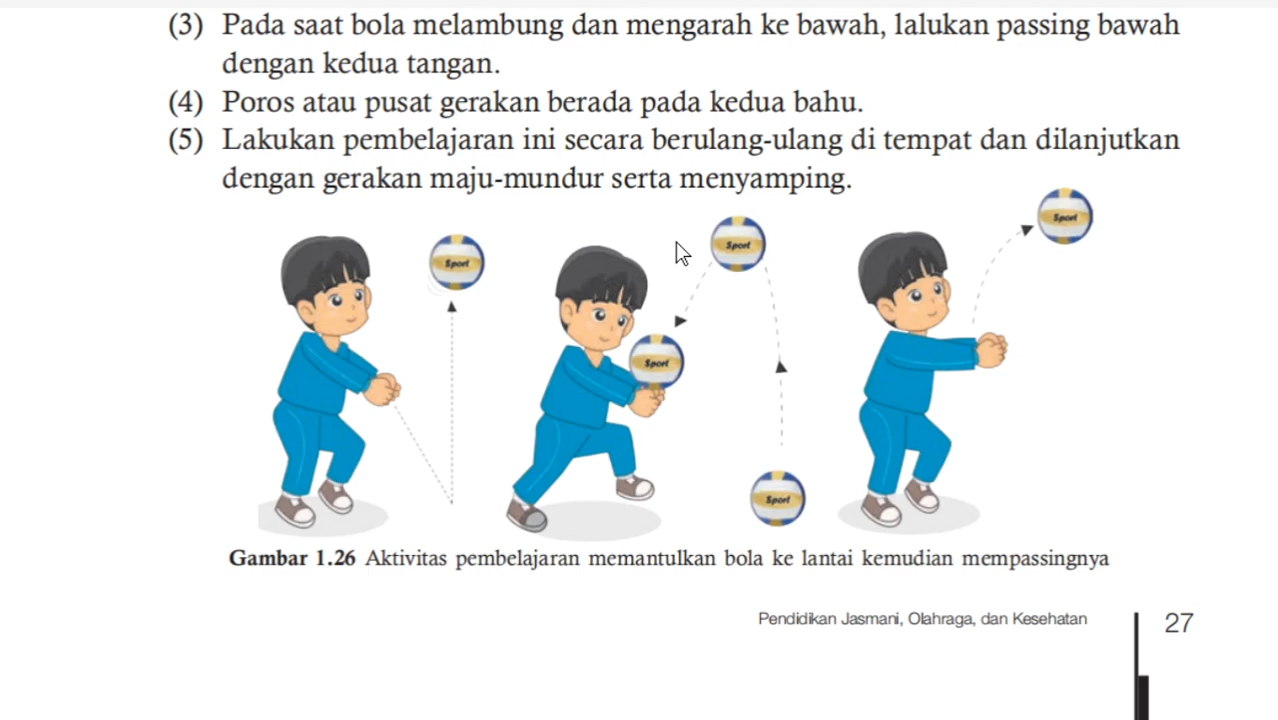 (3) Pada saat bola melambung dan mengarah ke bawah, lalukan passing bawah
dengan kedua tangan.
(4) Poros atau pusat gerakan berada pada kedua bahu.
(5) Lakukan pembelajaran ini secara berulang-ulang di tempat dan dilanjutkan
dengan gerakan maju-mundur serta menyamping.
Sport
Sport
Sport
Sport
Sport
Gambar 1.26 Aktivitas pembelajaran memantulkan bola ke lantai kemudian mempassingnya
Pendidikan Jasmani, Olahraga, dan Kesehatan 27